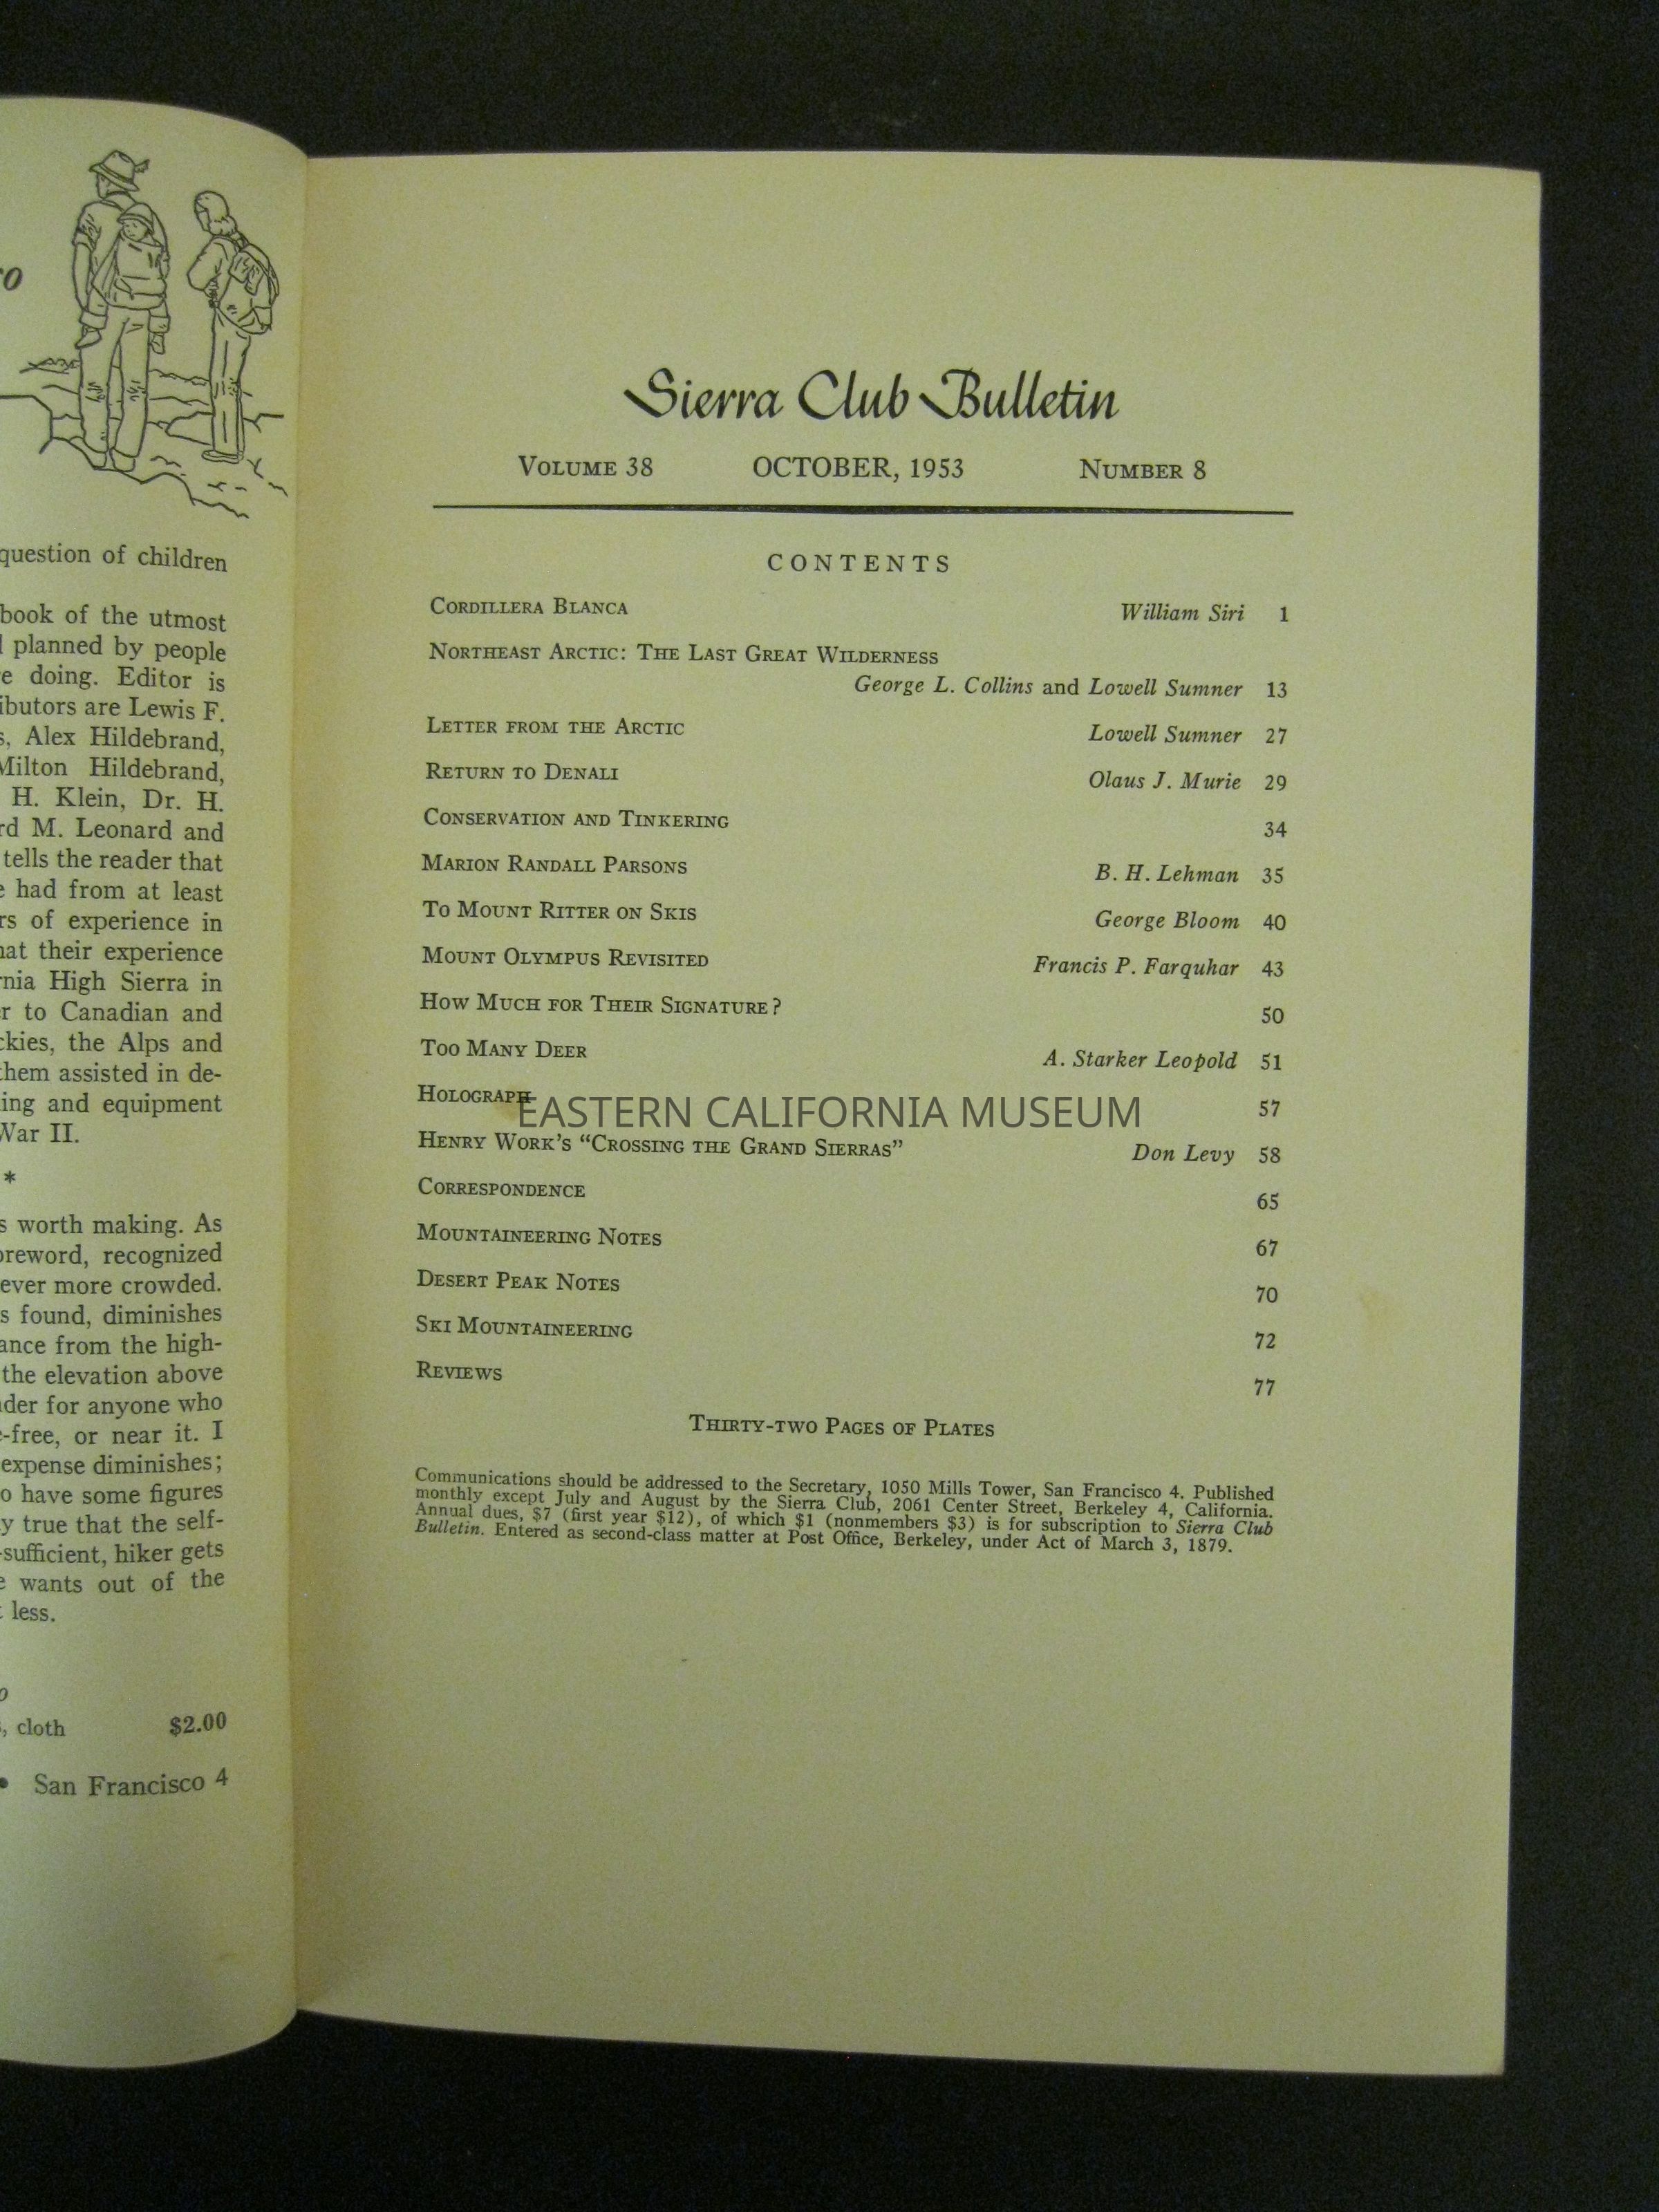 o
question of children
book of the utmost
planned by people
e doing. Editor is
ibutors are Lewis F.
s, Alex Hildebrand,
Milton Hildebrand,
H. Klein, Dr. H.
rd M. Leonard and
tells the reader that
e had from at least
rs of experience in
hat their experience
rnia High Sierra in
r to Canadian and
ckies, the Alps and
them assisted in de-
ing and equipment
War II.
*
s worth making. As
oreword, recognized
ever more crowded.
s found, diminishes
ance from the high-
the elevation above
nder for anyone who
-free, or near it. I
expense diminishes;
o have some figures
y true that the self-
-sufficient, hiker gets
e wants out of the
t less.
o
, cloth $2.00
• San Francisco 4
Sierra Club Bulletin
VOLUME 38 OCTOBER, 1953 NUMBER 8
CONTENTS
CORDILLERA BLANCA William Siri 1
NORTHEAST ARCTIC: THE LAST GREAT WILDERNESS
George L. Collins and Lowell Sumner 13
LETTER FROM THE ARCTIC Lowell Sumner 27
RETURN TO DENALI Olaus J. Murie 29
CONSERVATION AND TINKERING 34
MARION RANDALL PARSONS B. H. Lehman 35
TO MOUNT RITTER ON SKIS George Bloom 40
MOUNT OLYMPUS REVISITED Francis P. Farquhar 43
HOW MUCH FOR THEIR SIGNATURE? 50
TOO MANY DEER A. Starker Leopold 51
HOLOGRAPH 57
EASTERN CALIFORNIA MUSEUM
HENRY WORK'S “CROSSING THE GRAND SIERRAS” Don Levy 58
CORRESPONDENCE 65
MOUNTAINEERING NOTES 67
DESERT PEAK NOTES 70
SKI MOUNTAINEERING 72
REVIEWS 77
THIRTY-TWO PAGES OF PLATES
Communications should be addressed to the Secretary, 1050 Mills Tower, San Francisco 4. Published
monthly except July and August by the Sierra Club, 2061 Center Street, Berkeley 4, California.
Annual dues, $7 (first year $12), of which $1 (nonmembers $3) is for subscription to Sierra Club
Bulletin. Entered as second-class matter at Post Office, Berkeley, under Act of March 3, 1879.